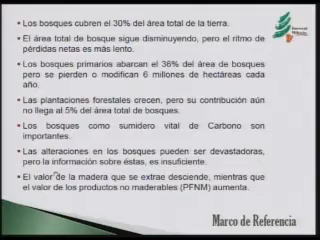 ▪ Los bosques cubren el 30% del área total de la tierra.
▪ El área total de bosque sigue disminuyendo, pero el ritmo de
pérdidas netas es más lento.
▪ Los bosques primarios abarcan el 36% del área de bosques
pero se pierden o modifican 6 millones de hectáreas cada
año.
▪ Las plantaciones forestales crecen, pero su contribución aún
no llega al 5% del área total de bosques.
▪ Los bosques como sumidero vital de Carbono son
importantes.
▪ Las alteraciones en los bosques pueden ser devastadoras,
pero la información sobre éstas, es insuficiente.
▪ El valor de la madera que se extrae desciende, mientras que
el valor de los productos no maderables (PFNM) aumenta.
Marco de Referencia